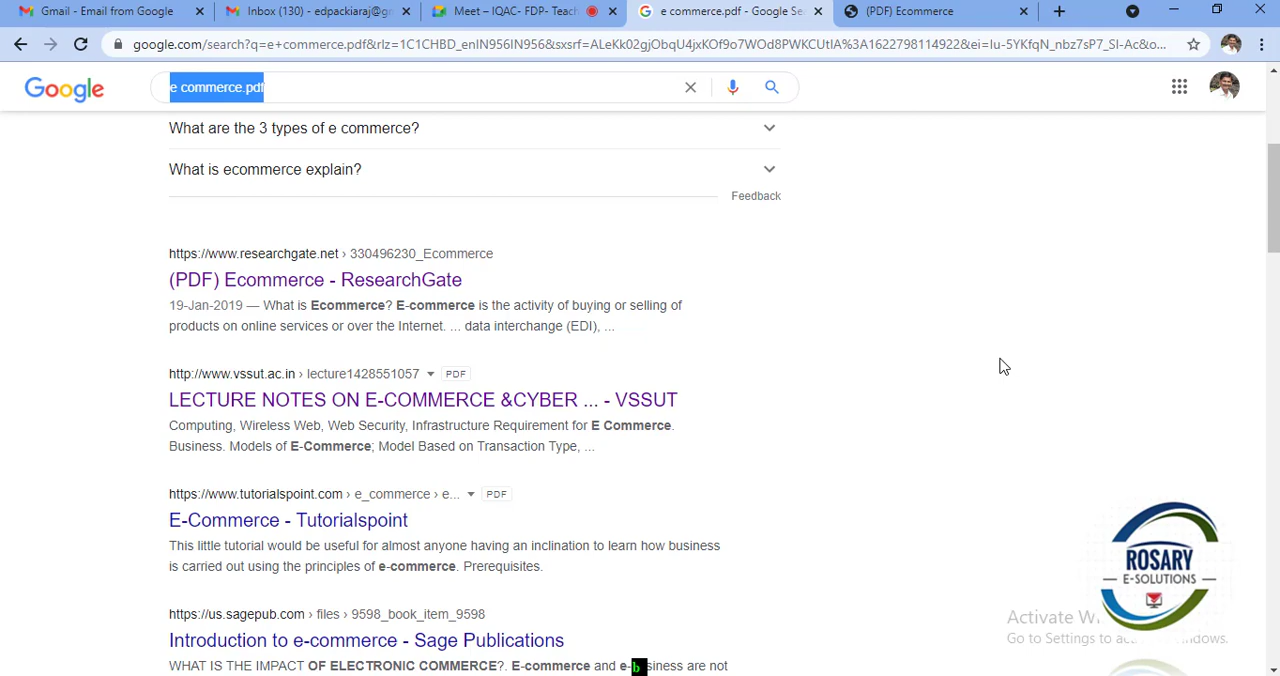 Gmail - Email from Google
Inbox (130) - edpackiaraj@gm
Meet – IQAC- FDP- Teach
e commerce.pdf - Google Sea
(PDF) Ecommerce
google.com/search?q=e+commerce.pdf&rlz=1C1CHBD_enIN956IN956&sxsrf=ALeKk02gjObqU4jxKOf9o7WOd8PWKCUtIA%3A1622798114922&ei=Iu-5YKfqN_nbz7sP7_SI-Ac&o...
Google
e commerce.pdf
What are the 3 types of e commerce?
What is ecommerce explain?
Feedback
https://www.researchgate.net › 330496230_Ecommerce
(PDF) Ecommerce - ResearchGate
19-Jan-2019 — What is Ecommerce? E-commerce is the activity of buying or selling of
products on online services or over the Internet. ... data interchange (EDI), ...
http://www.vssut.ac.in › lecture1428551057 PDF
LECTURE NOTES ON E-COMMERCE &CYBER ... - VSSUT
Computing, Wireless Web, Web Security, Infrastructure Requirement for E Commerce.
Business. Models of E-Commerce; Model Based on Transaction Type, ...
https://www.tutorialspoint.com › e_commerce › e... PDF
E-Commerce - Tutorialspoint
This little tutorial would be useful for almost anyone having an inclination to learn how business
is carried out using the principles of e-commerce. Prerequisites.
https://us.sagepub.com › files › 9598_book_item_9598
Introduction to e-commerce - Sage Publications
WHAT IS THE IMPACT OF ELECTRONIC COMMERCE?. E-commerce and e-business are not
ROSARY
E-SOLUTIONS
Activate W
Go to Settings to ac ndows.